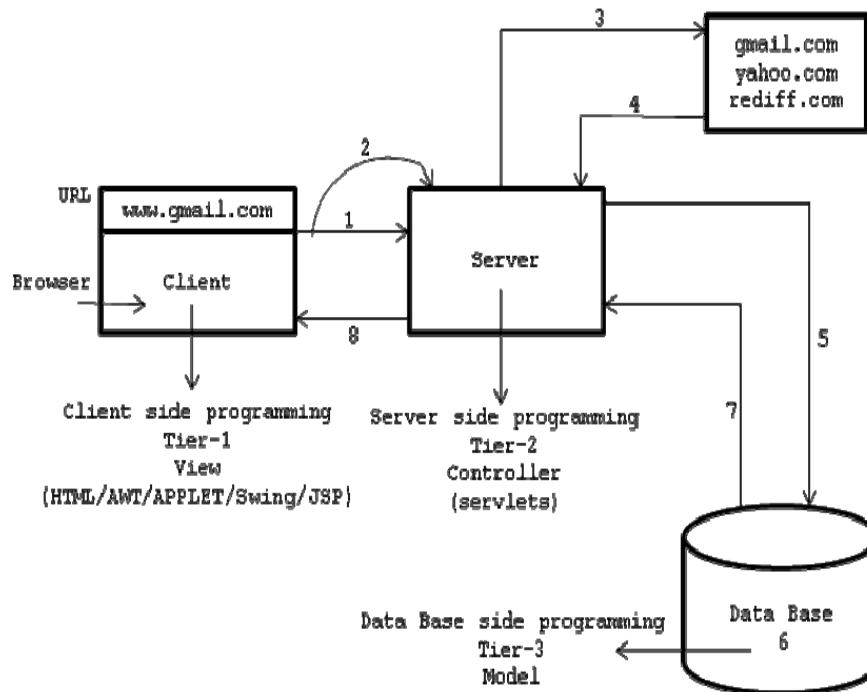 3
gmail.com
yahoo.com
rediff.com
4
2
URL
www.gmail.com
1
Server
Browser
Client
8
5
7
Client side programming
Tier-1
View
(HTML/AWT/APPLET/Swing/JSP)
Server side programming
Tier-2
Controller
(servlets)
Data Base
6
Data Base side programming
Tier-3
Model